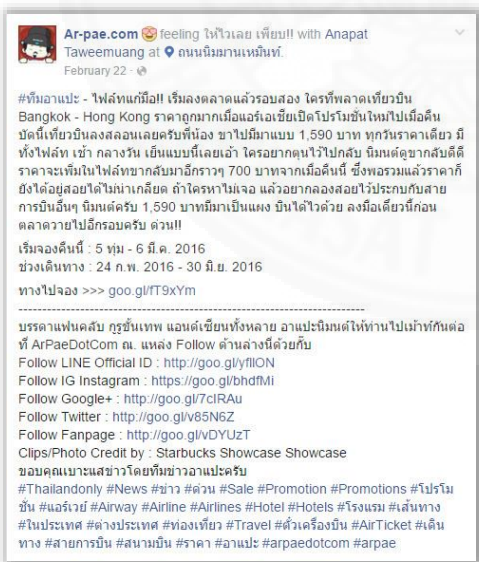 Ar-pae.com feeling ให้ไวเลย เพียบ!! with Anapat
Taweemuang at ถนนนิมมานเหมินท์.
February 22 ·
#ทีมอาแปะ - ไฟล์ทแก้มือ!! เริ่มลงตลาดแล้วรอบสอง ใครที่พลาดเที่ยวบิน
Bangkok - Hong Kong ราคาถูกมากเมื่อแอร์เอเชียเปิดโปรโมชั่นใหม่ไปเมื่อคืน
บัดนี้เที่ยวบินลงสลอนเลยครับพี่น้อง ขาไปมีมาแบบ 1,590 บาท ทุกวันราคาเดียว มี
ทั้งไฟล์ท เช้า กลางวัน เย็นแบบนี้เลยเอ้า ใครอยากตุนไว้ไปกลับ นิมนต์ดูขากลับดีดี
ราคาจะเพิ่มในไฟล์ทขากลับมาอีกราวๆ 700 บาทจากเมื่อคืนนี้ ซึ่งพอรวมแล้วราคาก็
ยังได้อยู่สอยได้ไม่น่าเกลียด ถ้าใครหาไม่เจอ แล้วอยากลองสอยไว้ประกบกับสาย
การบินอื่นๆ นิมนต์ครับ 1,590 บาทมีมาเป็นแผง บินได้ไวด้วย ลงมือเดี่ยวนี้ก่อน
ตลาดวายไปอีกรอบครับ ด่วน!!
เริ่มจองคืนนี้ : 5 ทุ่ม - 6 มี.ค. 2016
ช่วงเดินทาง : 24 ก.พ. 2016 - 30 มิ.ย. 2016
ทางไปจอง >>> goo.gl/fT9xYm
----------------------------------------------------------------------
บรรดาแฟนคลับ กูรูขั้นเทพ แอนด์เซียนทั้งหลาย อาแปะนิมนต์ให้ท่านไปเม้าท์กันต่อ
ที่ ArPaeDotCom ณ. แหล่ง Follow ด้านล่างนี้ด้วยกั๊บ
Follow LINE Official ID : http://goo.gl/yfIlON
Follow IG Instagram : https://goo.gl/bhdfMi
Follow Google+ : http://goo.gl/7cIRAu
Follow Twitter : http://goo.gl/v85N6Z
Follow Fanpage : http://goo.gl/vDYUzT
Clips/Photo Credit by : Starbucks Showcase Showcase
ขอบคุณเบาะแสข่าวโดยทีมข่าวอาแปะครับ
#Thailandonly #News #ข่าว #ด่วน #Sale #Promotion #Promotions #โปรโม
ชั่น #แอร์เวย์ #Airway #Airline #Airlines #Hotel #Hotels #โรงแรม #เส้นทาง
#ในประเทศ #ต่างประเทศ #ท่องเที่ยว #Travel #ตั๋วเครื่องบิน #AirTicket #เดิน
ทาง #สายการบิน #สนามบิน #ราคา #อาแปะ #arpaedotcom #arpae